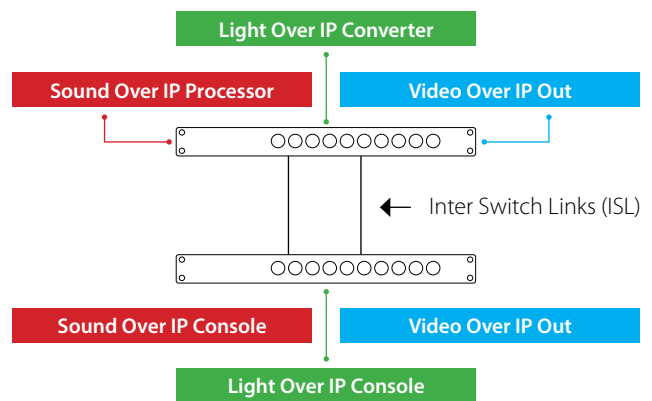 Light Over IP Converter
Sound Over IP Processor
Video Over IP Out
Inter Switch Links (ISL)
Sound Over IP Console
Video Over IP Out
Light Over IP Console